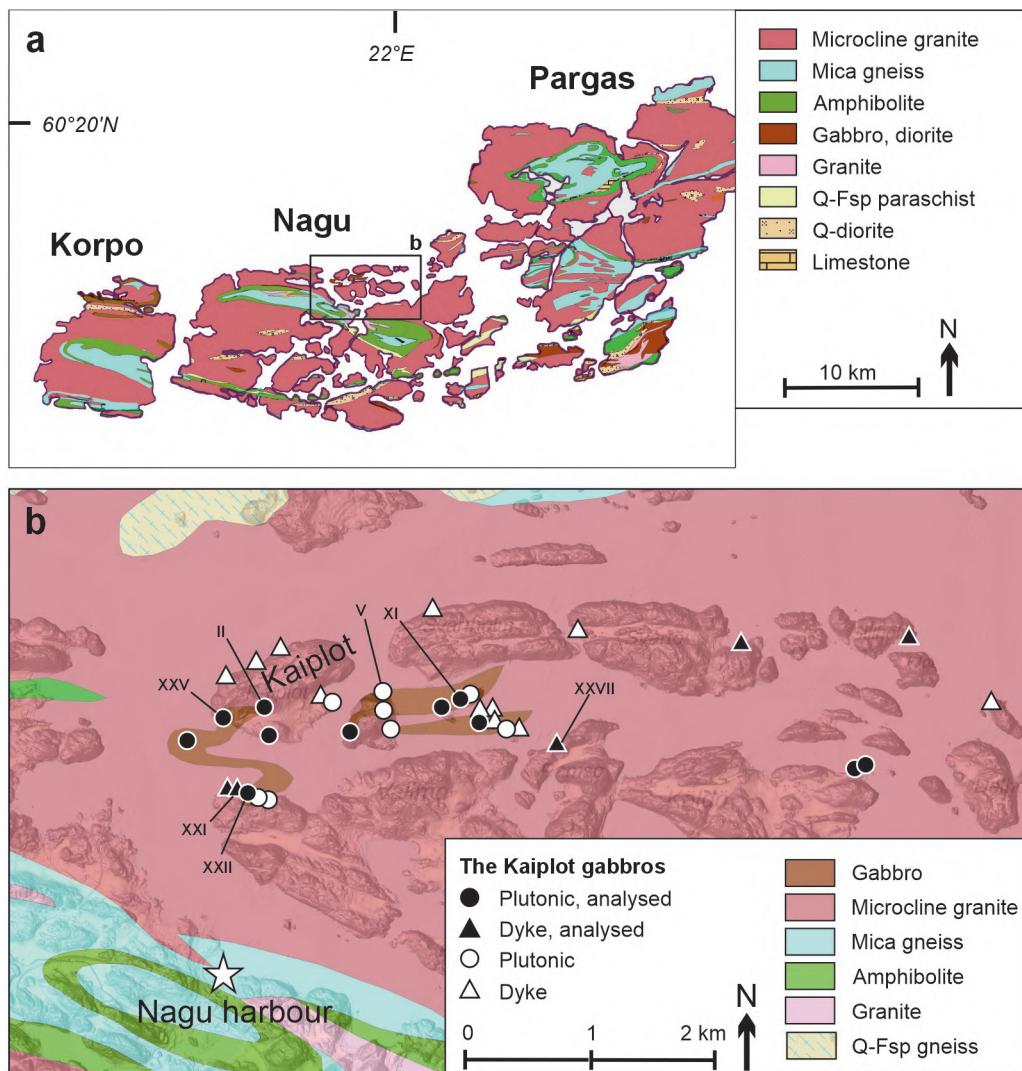 a
22°E
60°20'N
Pargas
Nagu
Korpo
b
Microcline granite
Mica gneiss
Amphibolite
Gabbro, diorite
Granite
Q-Fsp paraschist
Q-diorite
Limestone
N
10 km
b
V
XI
II
XXV
Kaiplot
XXVII
XXI
XXII
Nagu harbour
The Kaiplot gabbros
Plutonic, analysed
Dyke, analysed
Plutonic
Dyke
0 1 2 km
N
Gabbro
Microcline granite
Mica gneiss
Amphibolite
Granite
Q-Fsp gneiss